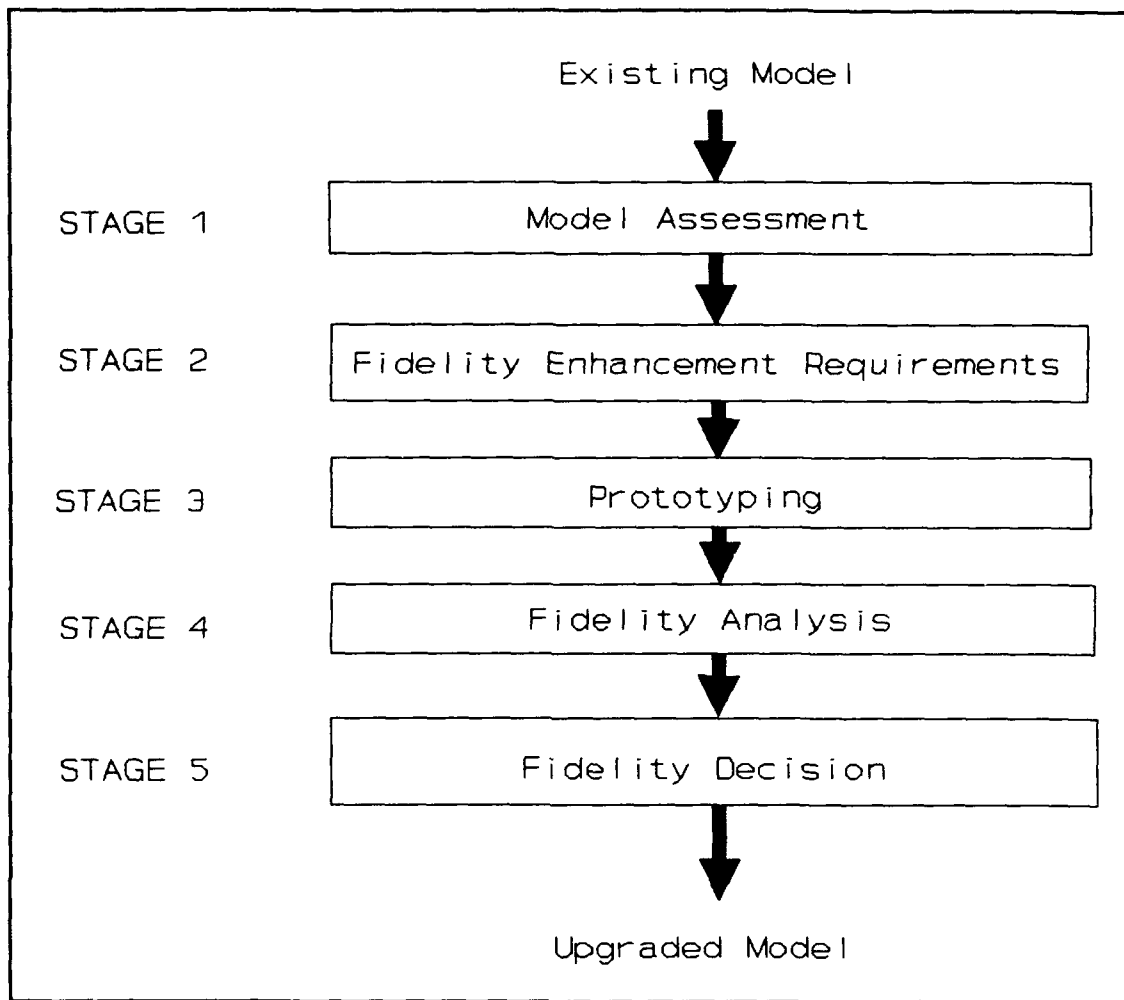 Existing Model
STAGE 1
Model Assessment
STAGE 2
Fidelity Enhancement Requirements
STAGE 3
Prototyping
STAGE 4
Fidelity Analysis
STAGE 5
Fidelity Decision
Upgraded Model